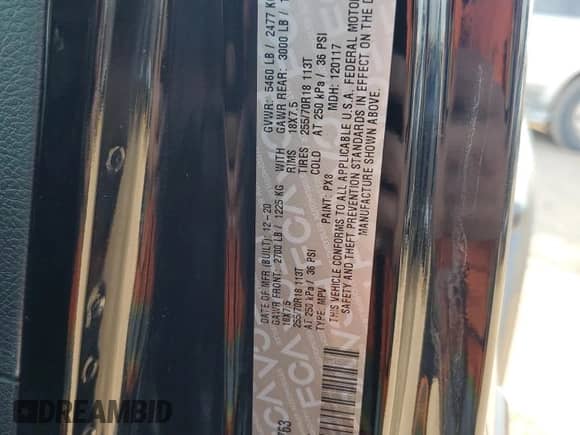 DATE OF MFR (BUILT): 12-20 GVWR: 5460 LB / 2477 K
GAWR FRONT: 2700 LB / 1225 KG WITH GAWR REAR: 3000 LB /
18X7.5 RIMS 18X7.5
255/70R18 113T TIRES 255/70R18 113T
AT 250 kPa / 36 PSI COLD AT 250 kPa / 36 PSI
TYPE: MPV PAINT: PX8 MDH: 120117
THIS VEHICLE CONFORMS TO ALL APPLICABLE U.S.A. FEDERAL MOTOR
SAFETY AND THEFT PREVENTION STANDARDS IN EFFECT ON THE D
MANUFACTURE SHOWN ABOVE.
763
FCA
DREAMBID